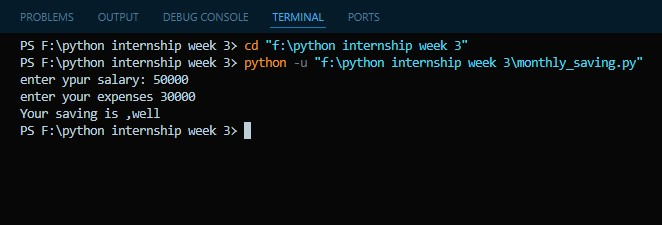 PROBLEMS OUTPUT DEBUG CONSOLE TERMINAL PORTS
PS F:\python internship week 3> cd "f:\python internship week 3"
PS F:\python internship week 3> python -u "f:\python internship week 3\monthly_saving.py"
enter ypur salary: 50000
enter your expenses 30000
Your saving is ,well
PS F:\python internship week 3>